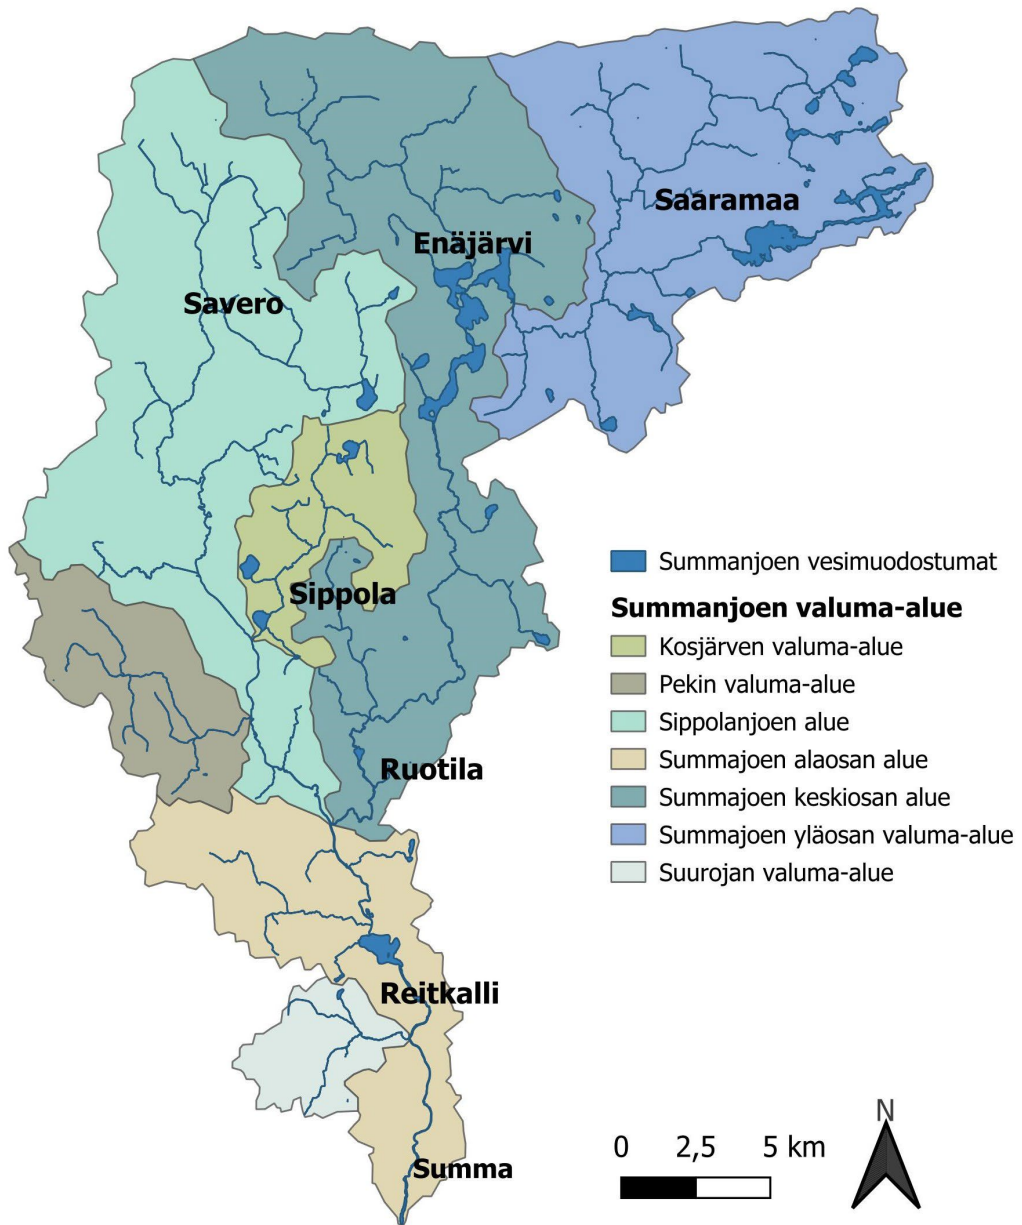 Saaramaa
Enäjärvi
Savero
Sippola
Ruotila
Reitkalli
Summa
Summanjoen vesimuodostumat
Summanjoen valuma-alue
Kosjärven valuma-alue
Pekin valuma-alue
Sippolanjoen alue
Summajoen alaosan alue
Summajoen keskiosan alue
Summajoen yläosan valuma-alue
Suurojan valuma-alue
N
0 2,5 5 km